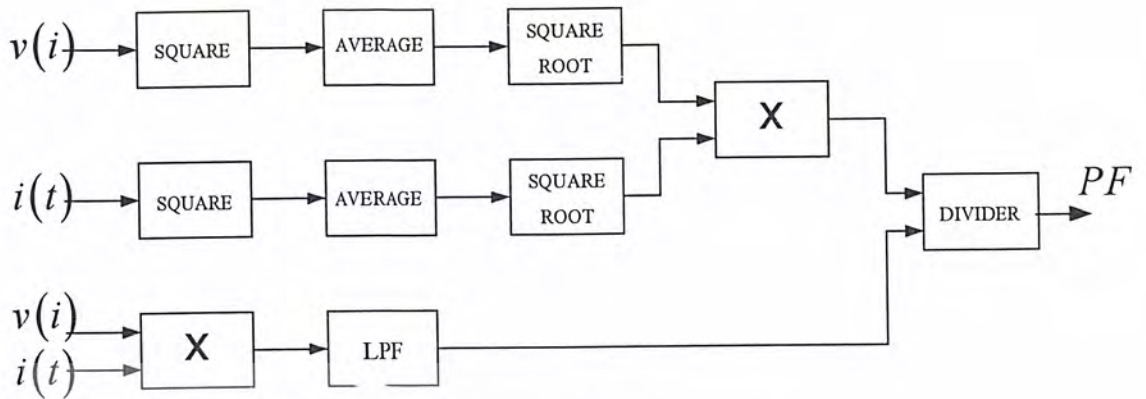 v(i)
SQUARE
AVERAGE
SQUARE
ROOT
X
i(t)
SQUARE
AVERAGE
SQUARE
ROOT
DIVIDER
PF
v(i)
i(t)
X
LPF